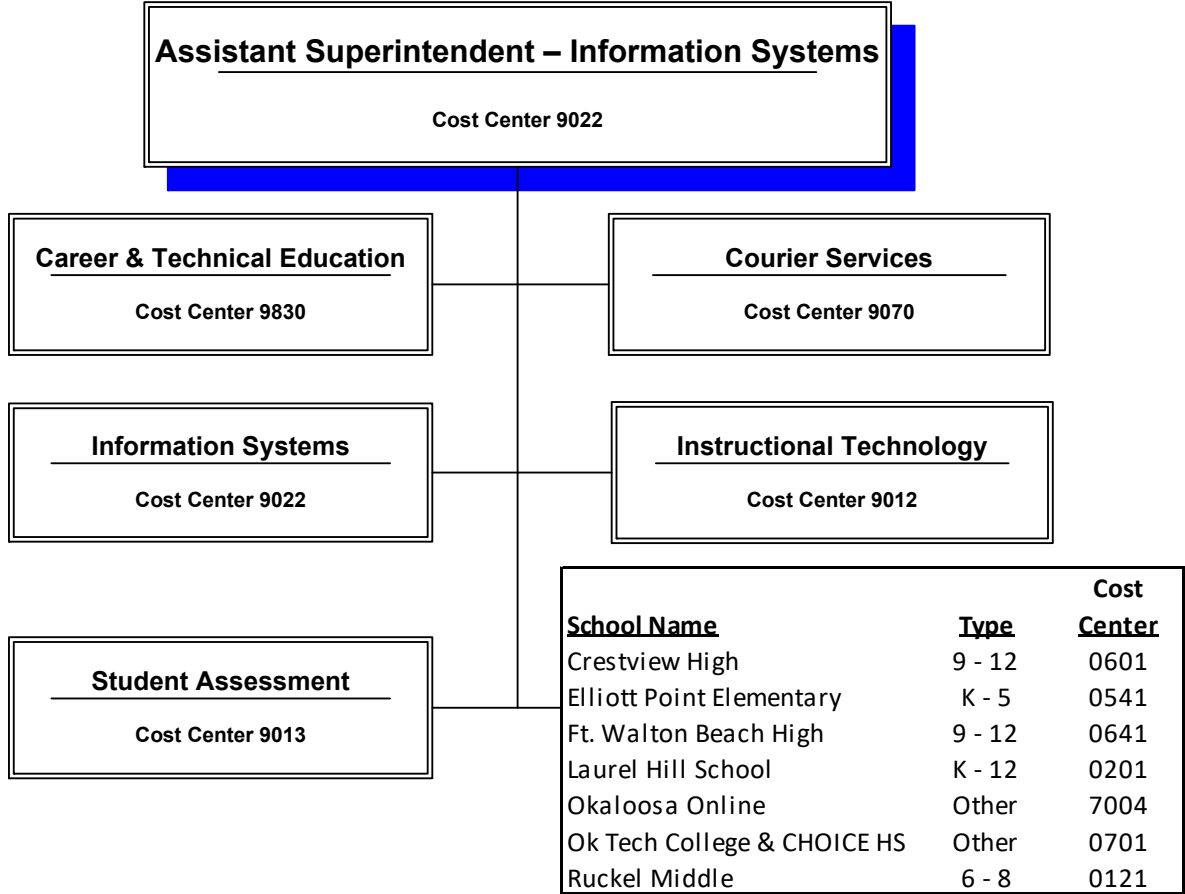 Assistant Superintendent – Information Systems
Cost Center 9022
Career & Technical Education
Cost Center 9830
Courier Services
Cost Center 9070
Information Systems
Cost Center 9022
Instructional Technology
Cost Center 9012
Student Assessment
Cost Center 9013
Cost
School Name Type Center
Crestview High 9 - 12 0601
Elliott Point Elementary K - 5 0541
Ft. Walton Beach High 9 - 12 0641
Laurel Hill School K - 12 0201
Okaloosa Online Other 7004
Ok Tech College & CHOICE HS Other 0701
Ruckel Middle 6 - 8 0121